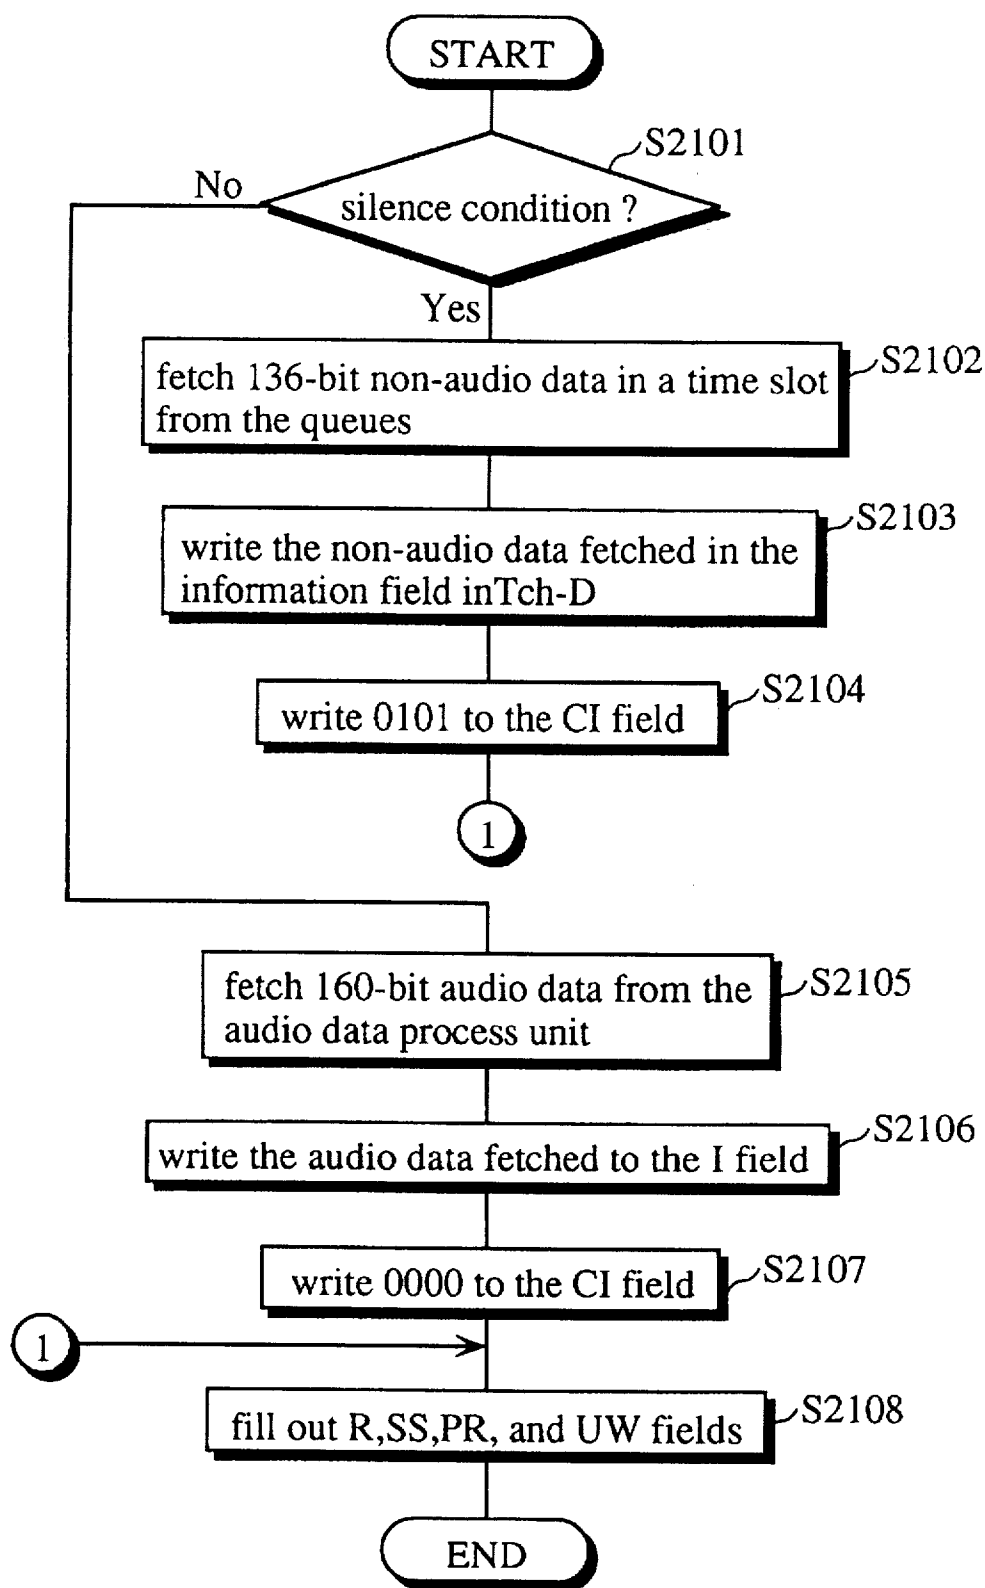 START
S2101
No
silence condition ?
Yes
S2102
fetch 136-bit non-audio data in a time slot
from the queues
S2103
write the non-audio data fetched in the
information field inTch-D
S2104
write 0101 to the CI field
1
S2105
fetch 160-bit audio data from the
audio data process unit
S2106
write the audio data fetched to the I field
S2107
write 0000 to the CI field
1
S2108
fill out R,SS,PR, and UW fields
END